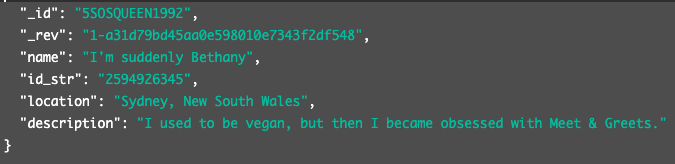 "_id": "5SOSQUEEN1992",
"_rev": "1-a31d79bd45aa0e598010e7343f2df548",
"name": "I'm suddenly Bethany",
"id_str": "2594926345",
"location": "Sydney, New South Wales",
"description": "I used to be vegan, but then I became obsessed with Meet & Greets."
}